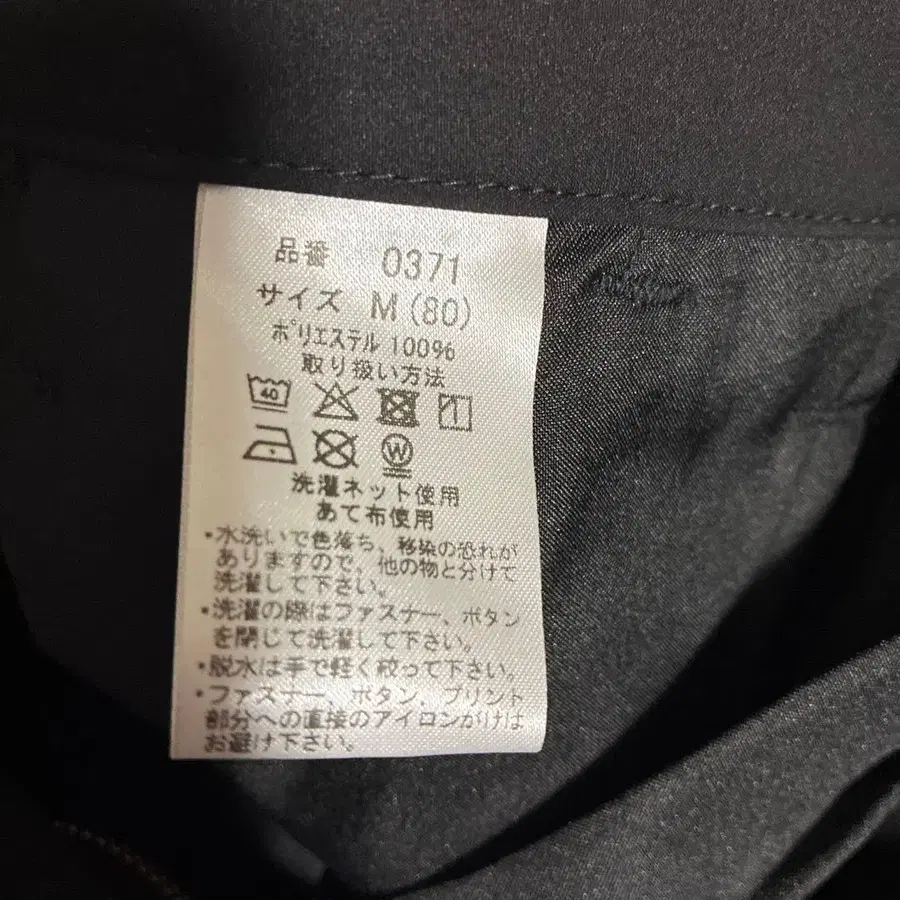 品番 0371
サイズ M(80)
ポリエステル 100%
取り扱い方法
40
W
洗濯ネット使用
あて布使用
・水洗いで色落ち、移染の恐れが
ありますので、他の物と分けて
洗濯して下さい。
・洗濯の際はファスナー、ボタン
を閉じて洗濯して下さい。
・脱水は手で軽く絞って下さい。
・ファスナー、ボタン、プリント
部分への直接のアイロンがけは
お避け下さい。